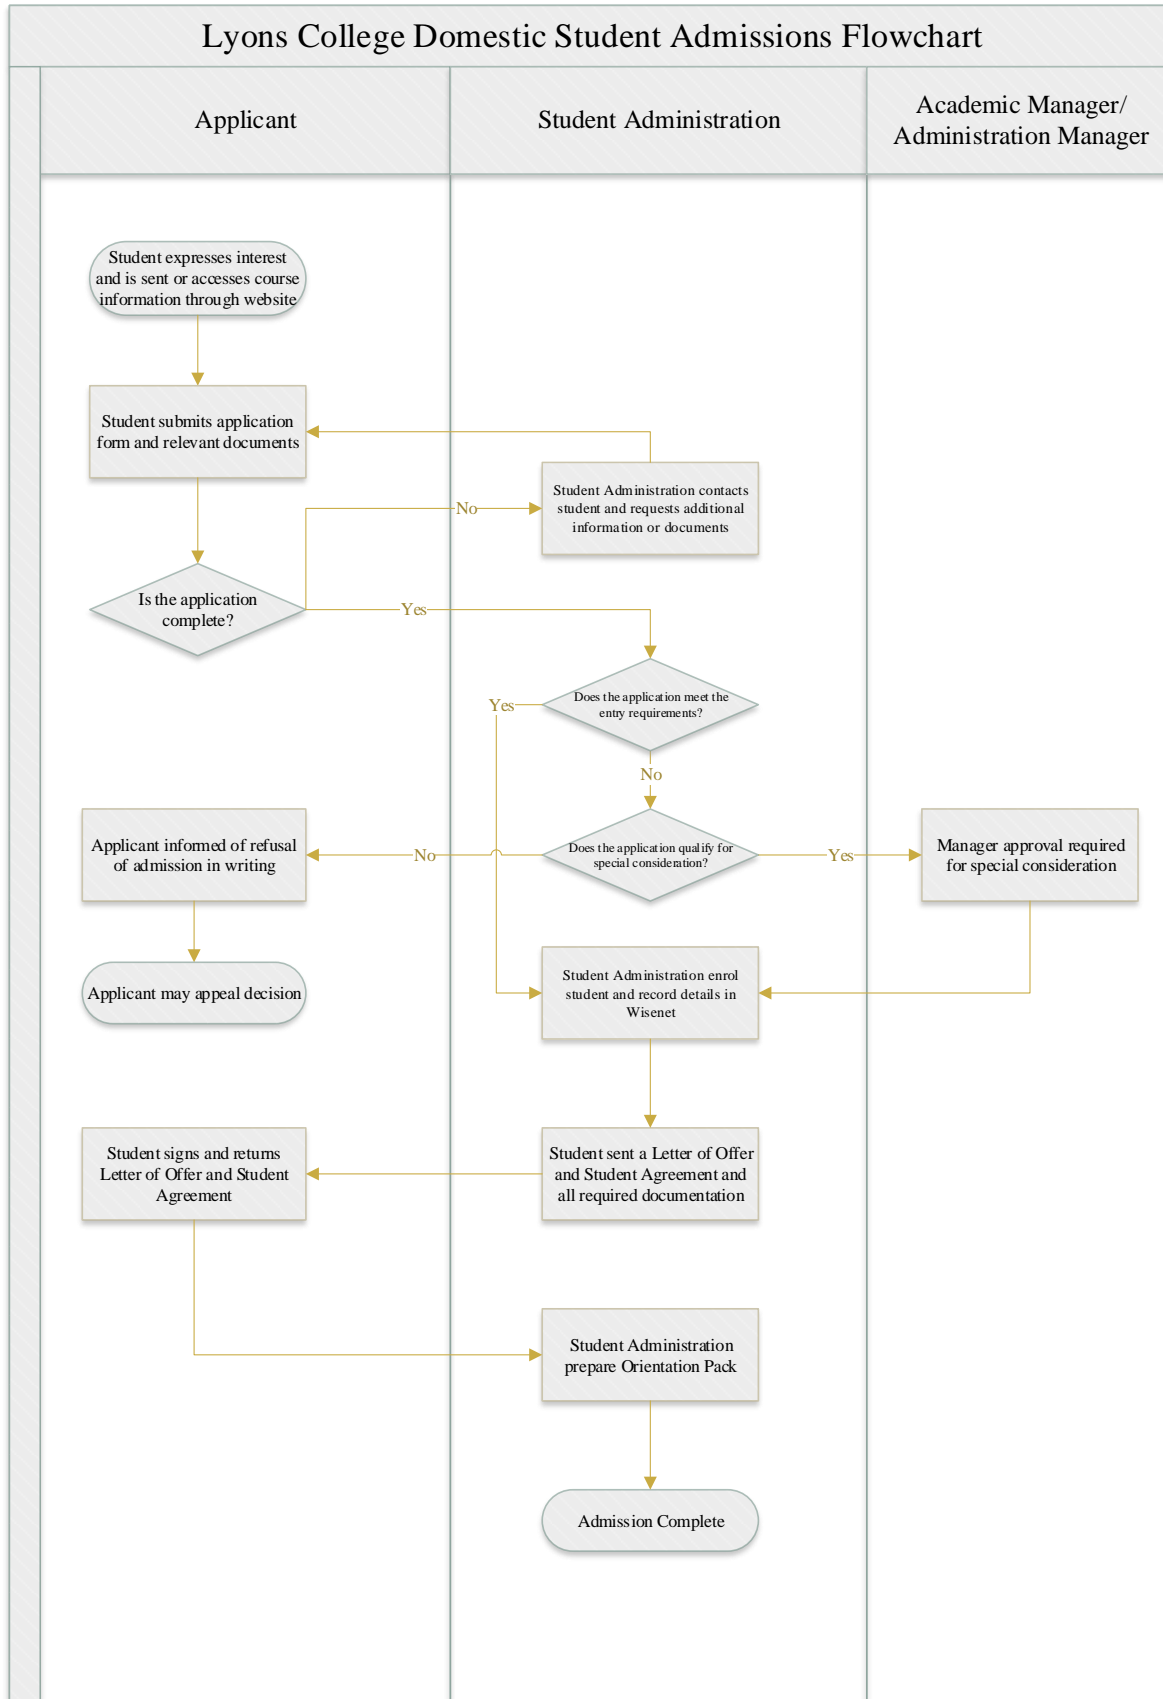 Lyons College Domestic Student Admissions Flowchart
Applicant
Student Administration
Academic Manager/
Administration Manager
Student expresses interest
and is sent or accesses course
information through website
Student submits application
form and relevant documents
Student Administration contacts
student and requests additional
information or documents
No
Is the application
complete?
Yes
Does the application meet the
entry requirements?
Yes
No
Applicant informed of refusal
of admission in writing
No
Does the application qualify for
special consideration?
Yes
Manager approval required
for special consideration
Applicant may appeal decision
Student Administration enrol
student and record details in
Wisenet
Student signs and returns
Letter of Offer and Student
Agreement
Student sent a Letter of Offer
and Student Agreement and
all required documentation
Student Administration
prepare Orientation Pack
Admission Complete